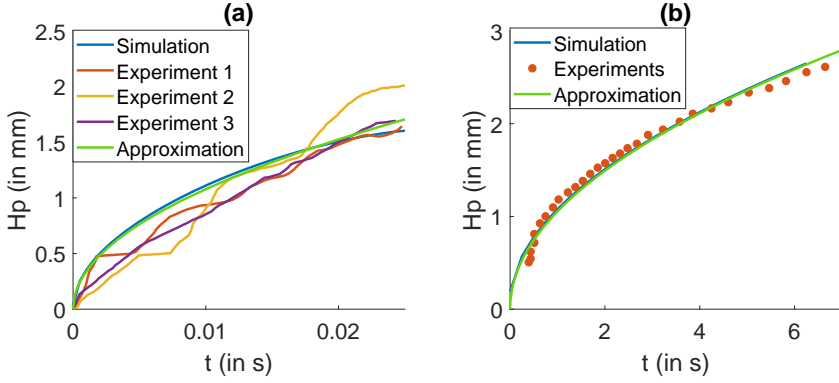 (a)
2.5
2
1.5
1
0.5
0
Hp (in mm)
0
0.01
0.02
t (in s)
Simulation
Experiment 1
Experiment 2
Experiment 3
Approximation
(b)
3
2
1
0
Hp (in mm)
0
2
4
6
t (in s)
Simulation
Experiments
Approximation